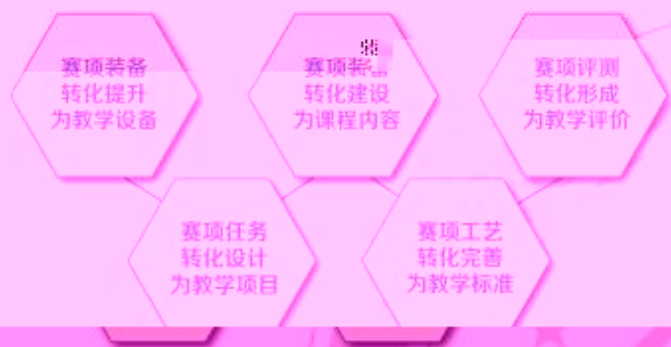 赛项装备
转化提升
为教学设备
赛项装
转化建设
为课程内容
赛项评测
转化形成
为教学评价
赛项任务
转化设计
为教学项目
赛项工艺
转化完善
为教学标准